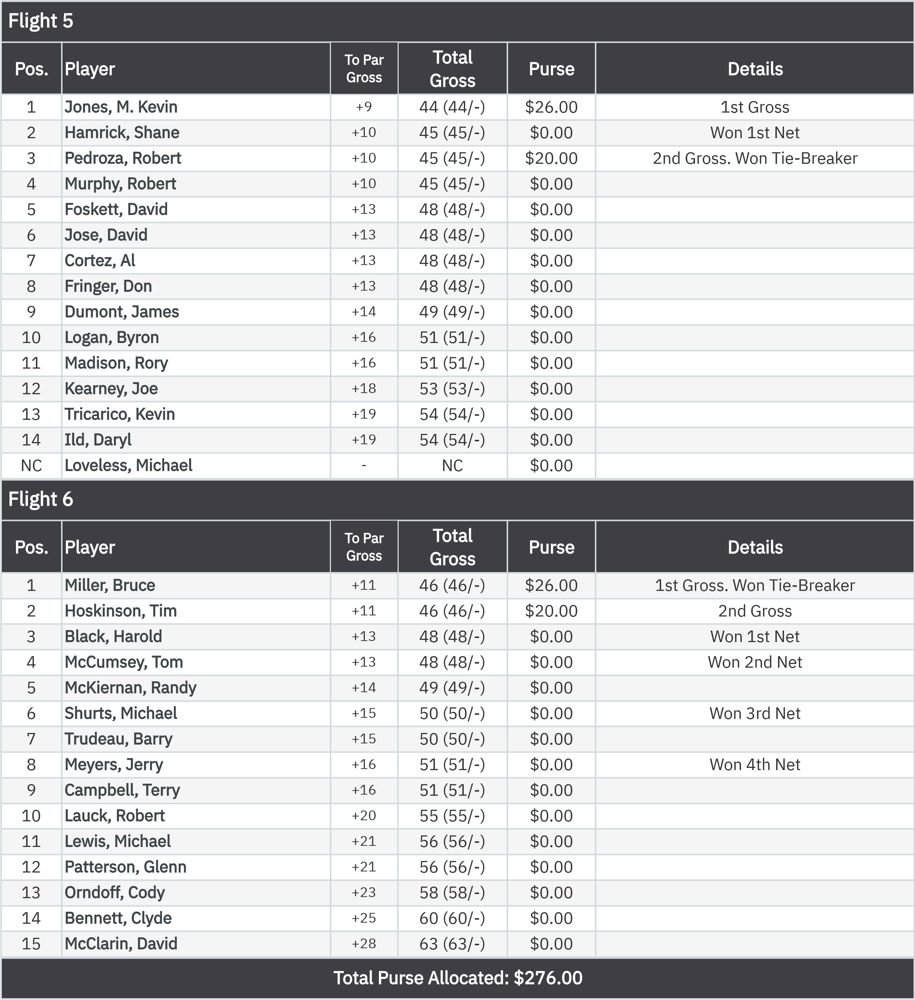 Flight 5
Pos. Player To Par Gross Total Gross Purse Details
1 Jones, M. Kevin +9 44 (44/-) $26.00 1st Gross
2 Hamrick, Shane +10 45 (45/-) $0.00 Won 1st Net
3 Pedroza, Robert +10 45 (45/-) $20.00 2nd Gross. Won Tie-Breaker
4 Murphy, Robert +10 45 (45/-) $0.00
5 Foskett, David +13 48 (48/-) $0.00
6 Jose, David +13 48 (48/-) $0.00
7 Cortez, Al +13 48 (48/-) $0.00
8 Fringer, Don +13 48 (48/-) $0.00
9 Dumont, James +14 49 (49/-) $0.00
10 Logan, Byron +16 51 (51/-) $0.00
11 Madison, Rory +16 51 (51/-) $0.00
12 Kearney, Joe +18 53 (53/-) $0.00
13 Tricarico, Kevin +19 54 (54/-) $0.00
14 Ild, Daryl +19 54 (54/-) $0.00
NC Loveless, Michael - NC $0.00
Flight 6
Pos. Player To Par Gross Total Gross Purse Details
1 Miller, Bruce +11 46 (46/-) $26.00 1st Gross. Won Tie-Breaker
2 Hoskinson, Tim +11 46 (46/-) $20.00 2nd Gross
3 Black, Harold +13 48 (48/-) $0.00 Won 1st Net
4 McCumsey, Tom +13 48 (48/-) $0.00 Won 2nd Net
5 McKiernan, Randy +14 49 (49/-) $0.00
6 Shurts, Michael +15 50 (50/-) $0.00 Won 3rd Net
7 Trudeau, Barry +15 50 (50/-) $0.00
8 Meyers, Jerry +16 51 (51/-) $0.00 Won 4th Net
9 Campbell, Terry +16 51 (51/-) $0.00
10 Lauck, Robert +20 55 (55/-) $0.00
11 Lewis, Michael +21 56 (56/-) $0.00
12 Patterson, Glenn +21 56 (56/-) $0.00
13 Orndoff, Cody +23 58 (58/-) $0.00
14 Bennett, Clyde +25 60 (60/-) $0.00
15 McClarin, David +28 63 (63/-) $0.00
Total Purse Allocated: $276.00